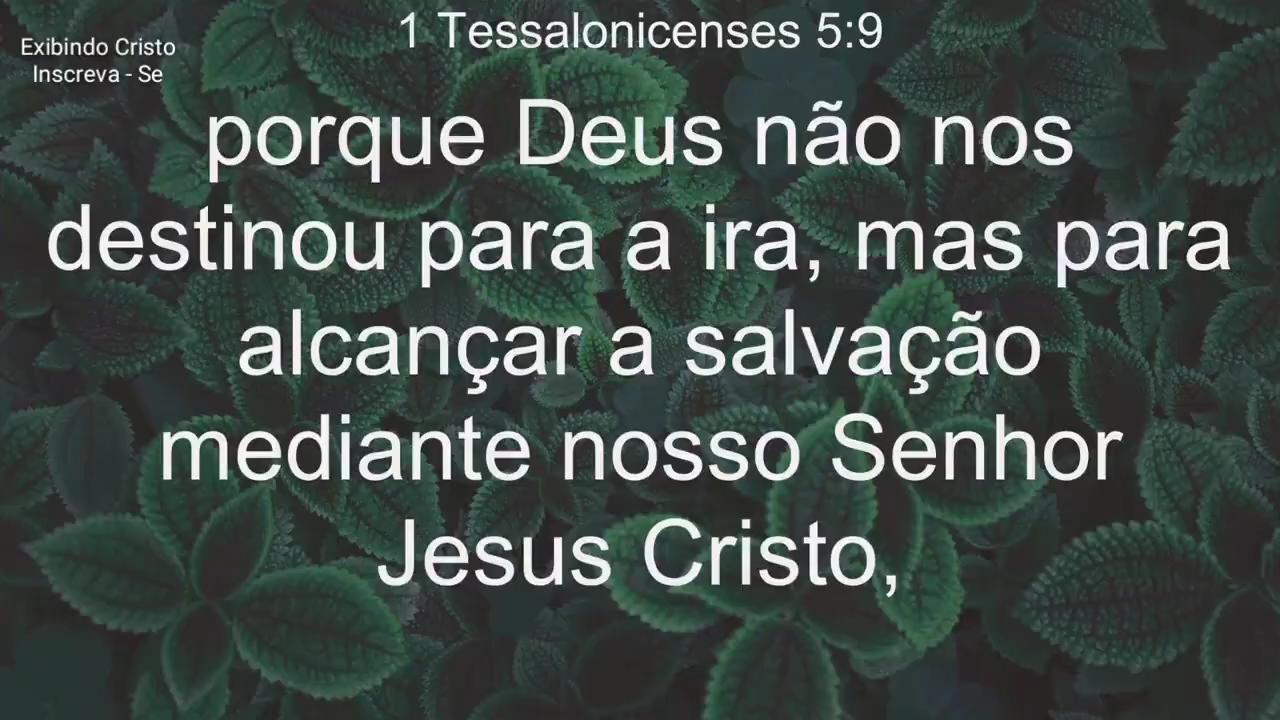 1 Tessalonicenses 5:9
Exibindo Cristo
Inscreva - Se
porque Deus não nos
destinou para a ira, mas para
alcançar a salvação
mediante nosso Senhor
Jesus Cristo,